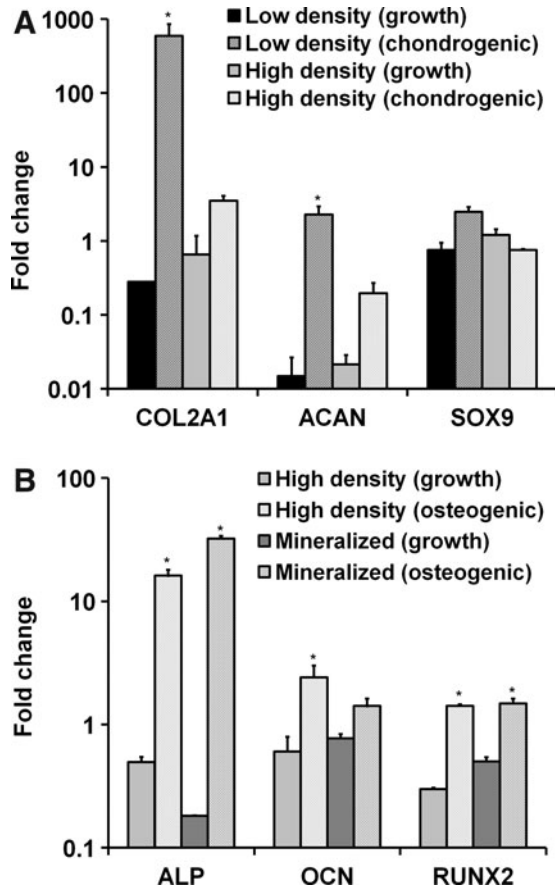 A
1000
100
10
1
0.1
0.01
Fold change
Low density (growth)
Low density (chondrogenic)
High density (growth)
High density (chondrogenic)
*
*
COL2A1 ACAN SOX9
B
100
10
1
0.1
Fold change
High density (growth)
High density (osteogenic)
Mineralized (growth)
Mineralized (osteogenic)
*
*
*
*
*
ALP OCN RUNX2